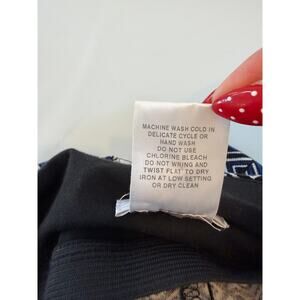 MACHINE WASH COLD IN
DELICATE CYCLE OR
HAND WASH
DO NOT USE
CHLORINE BLEACH
DO NOT WRING AND
TWIST FLAT TO DRY
IRON AT LOW SETTING
OR DRY CLEAN